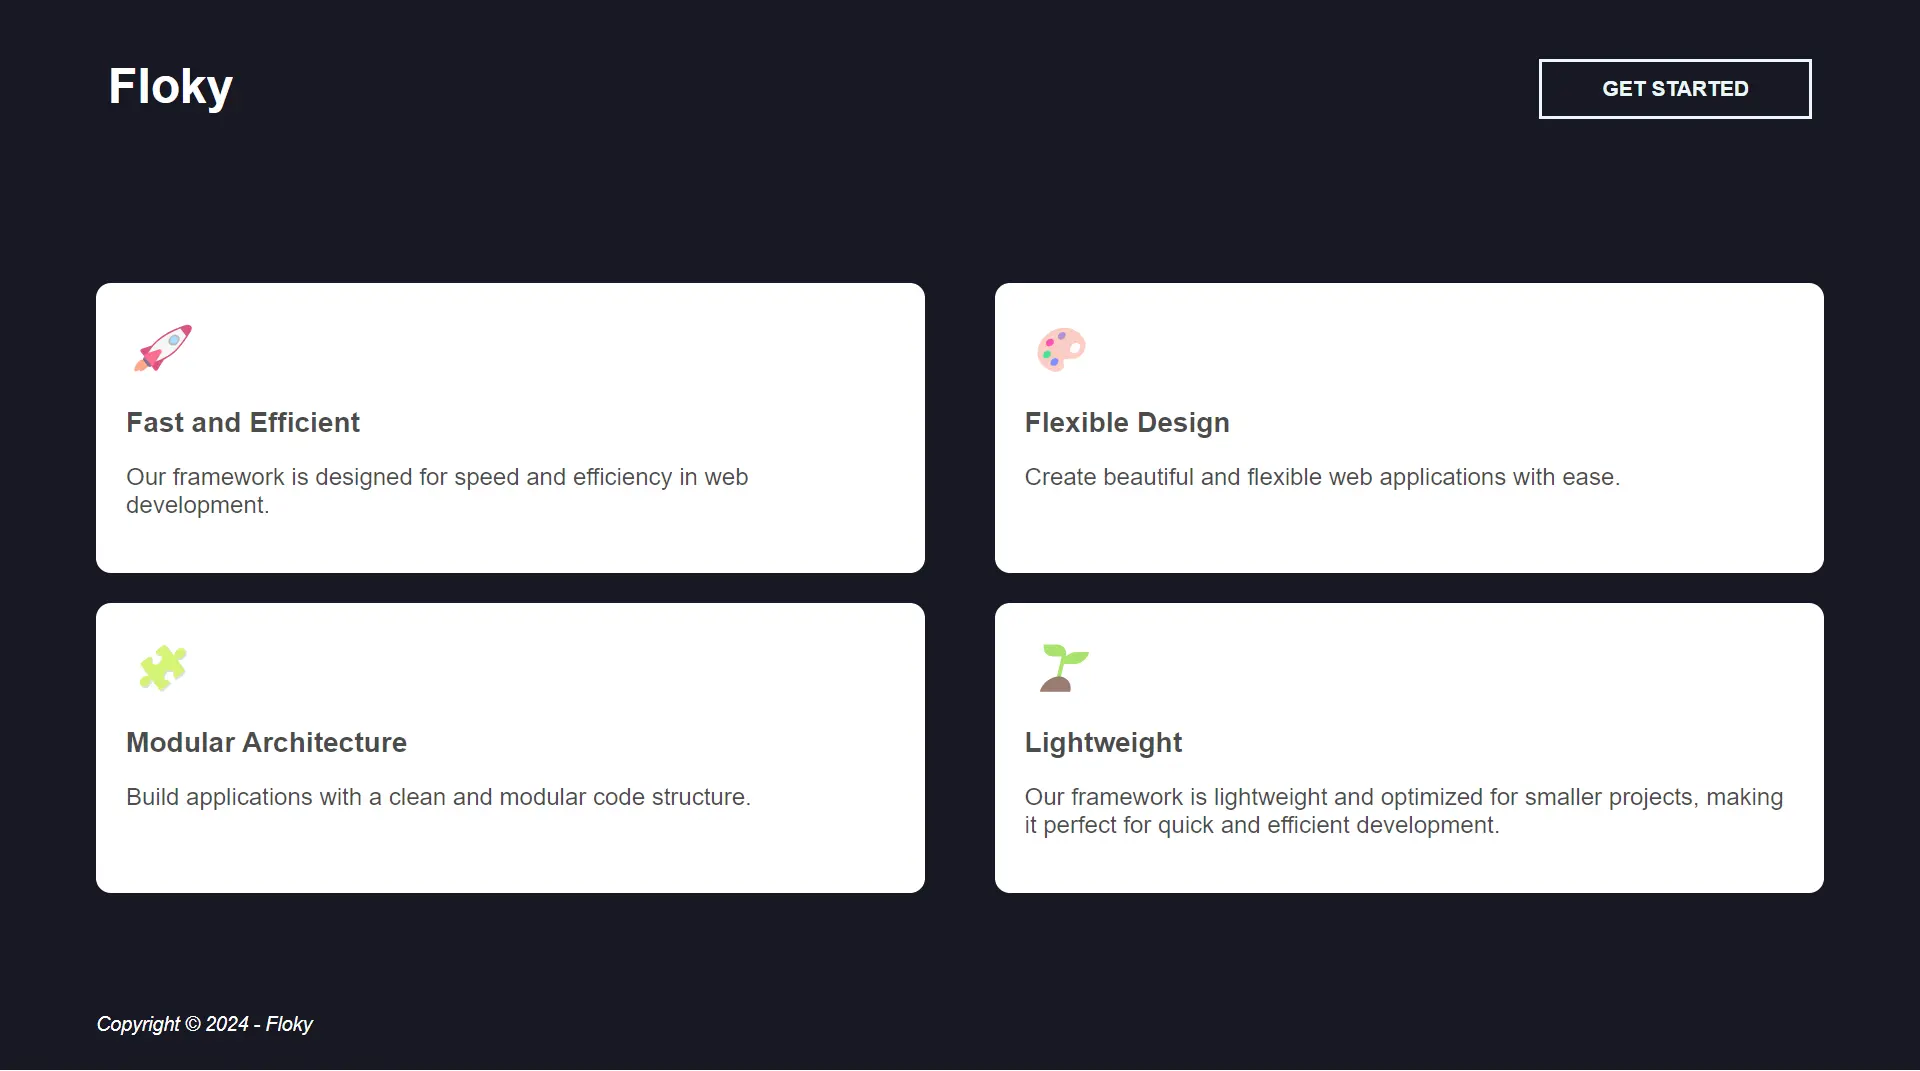 Floky
GET STARTED
Fast and Efficient
Our framework is designed for speed and efficiency in web
development.
Flexible Design
Create beautiful and flexible web applications with ease.
Modular Architecture
Build applications with a clean and modular code structure.
Lightweight
Our framework is lightweight and optimized for smaller projects, making
it perfect for quick and efficient development.
Copyright © 2024 - Floky